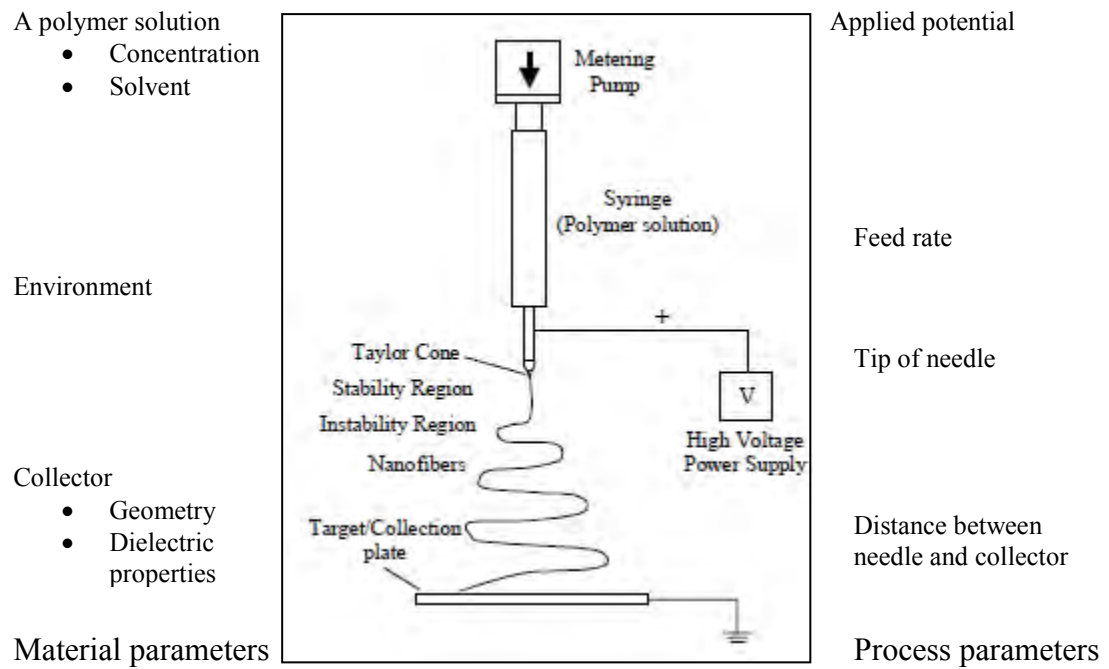 A polymer solution
• Concentration
• Solvent
Environment
Collector
• Geometry
• Dielectric
properties
Material parameters
Metering
Pump
Syringe
(Polymer solution)
+
Taylor Cone
Stability Region
Instability Region
Nanofibers
Target/Collection
plate
V
High Voltage
Power Supply
Applied potential
Feed rate
Tip of needle
Distance between
needle and collector
Process parameters